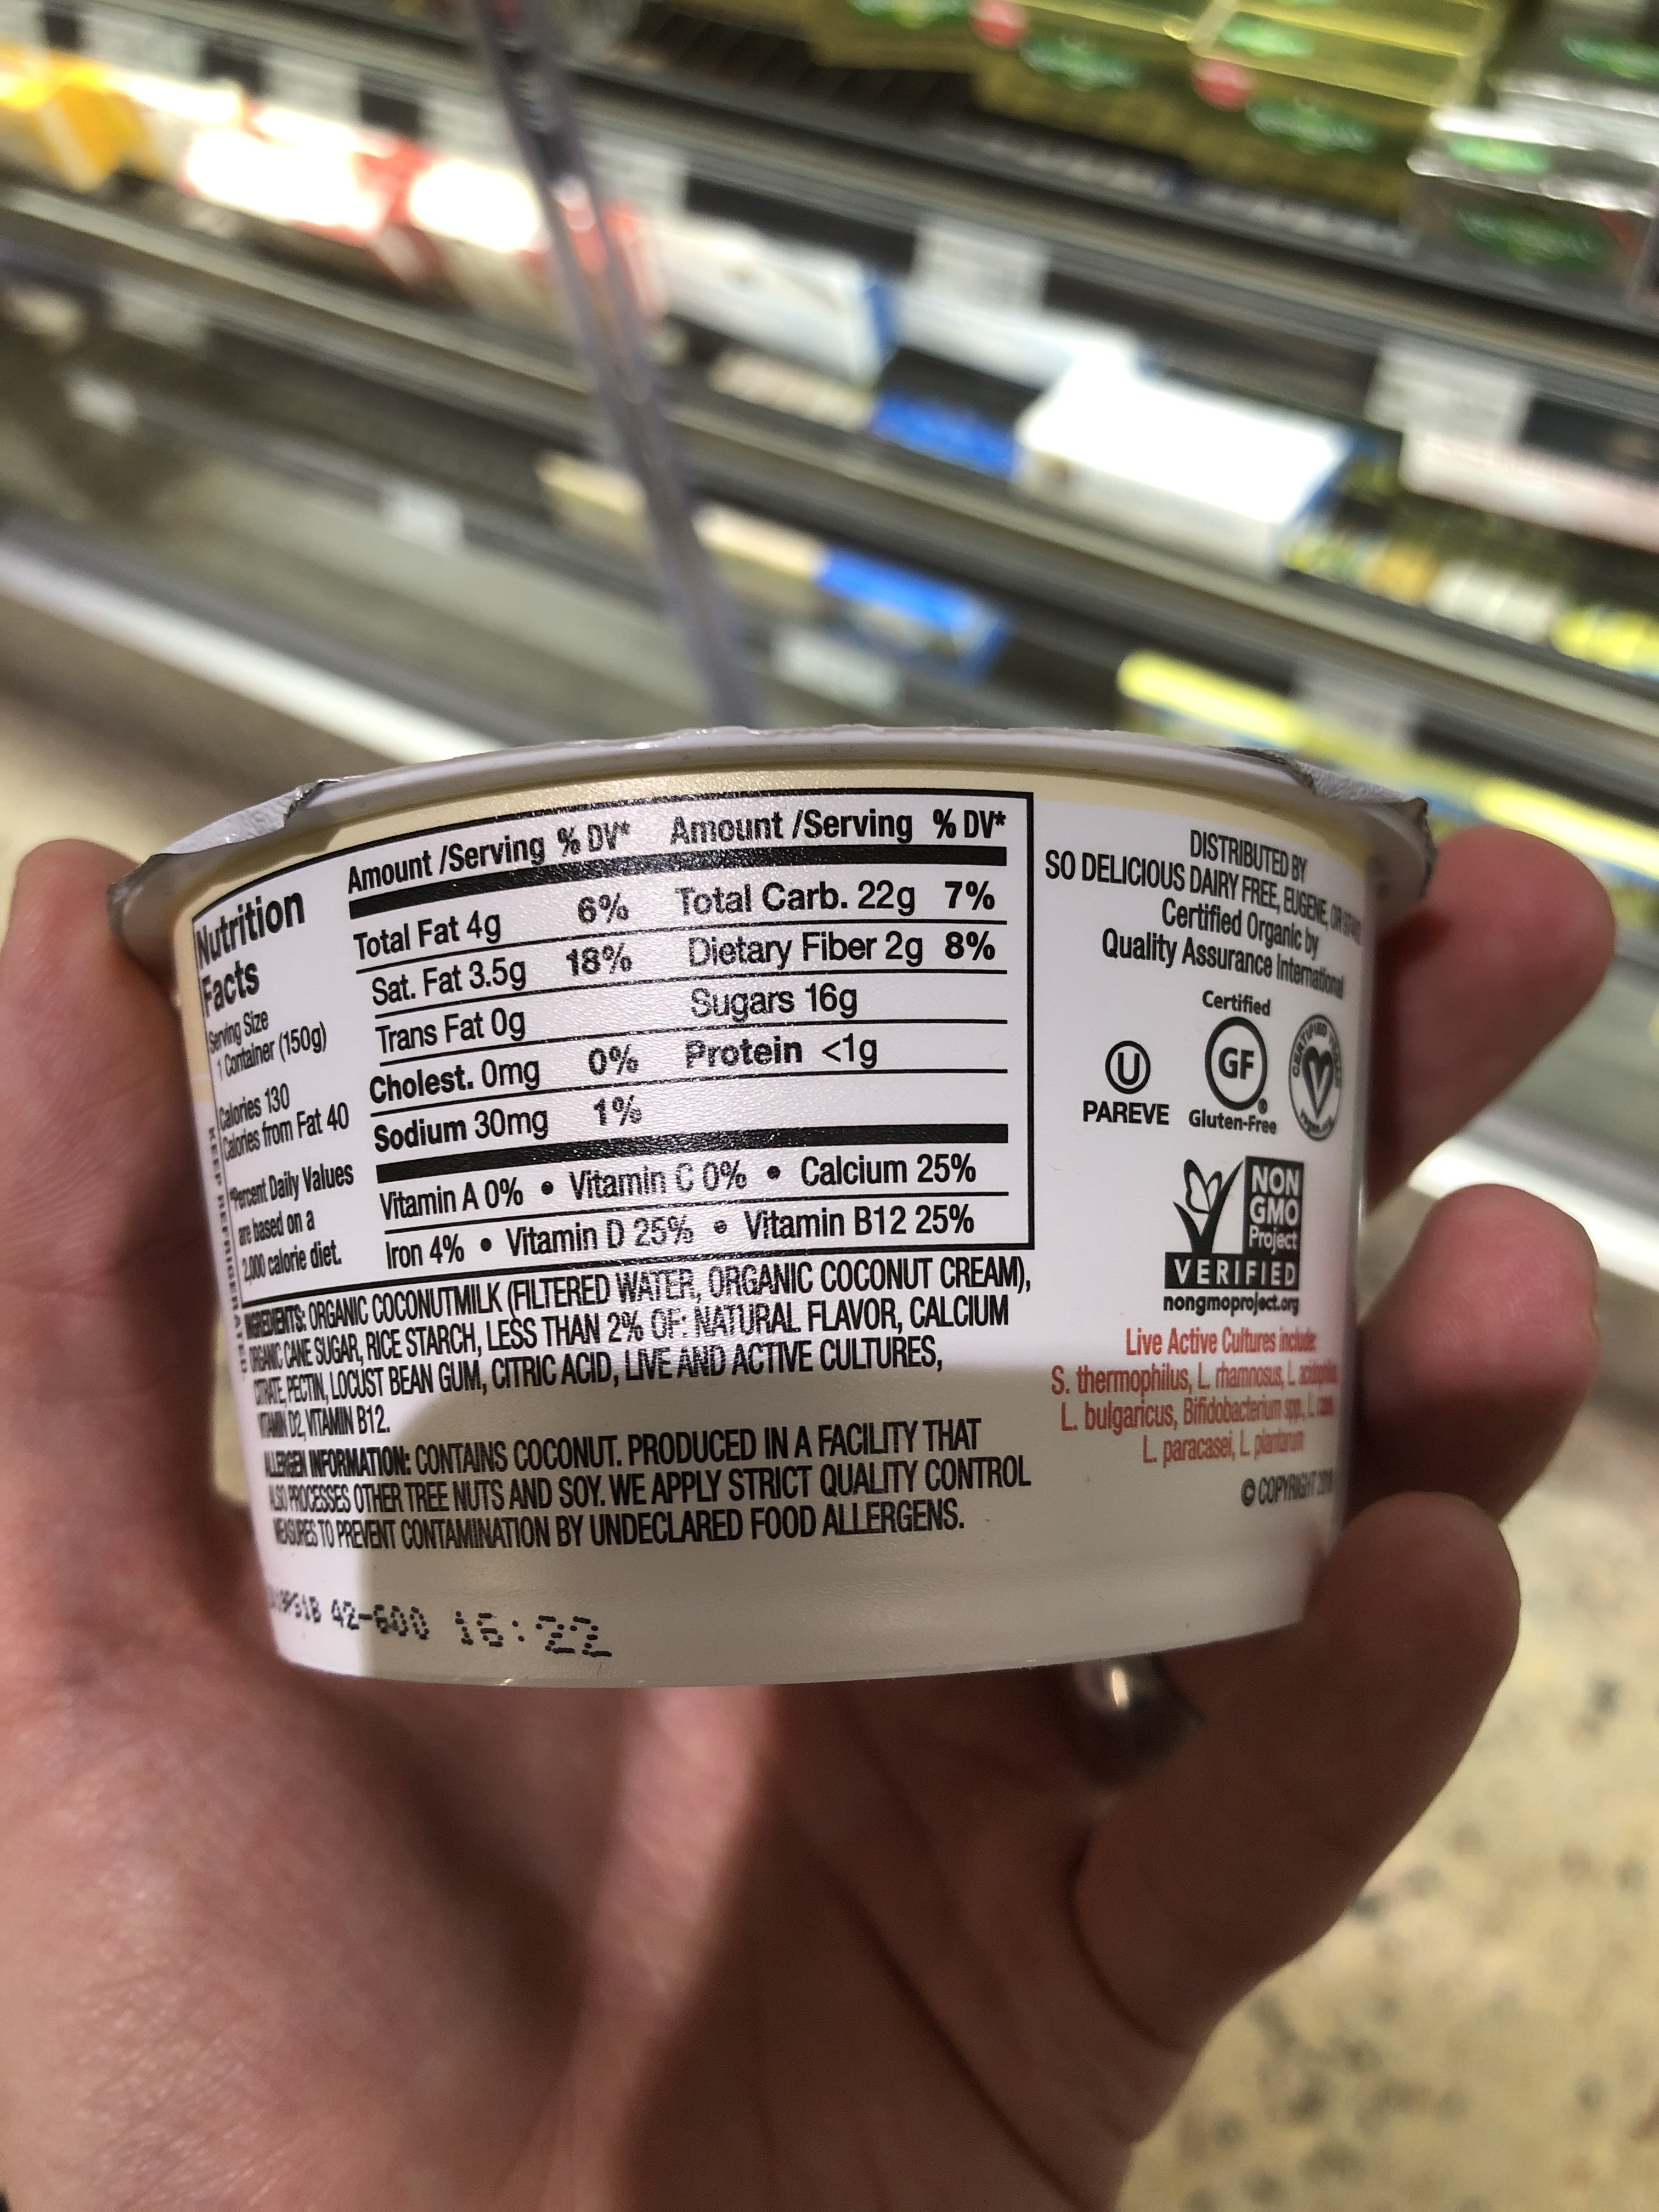 Nutrition
Facts
Serving Size
1 Container (150g)
Calories 130
Calories from Fat 40
*Percent Daily Values
are based on a
2,000 calorie diet.
KEEP REFRIGERATED
Amount /Serving % DV* Amount /Serving % DV*
Total Fat 4g 6% Total Carb. 22g 7%
Sat. Fat 3.5g 18% Dietary Fiber 2g 8%
Trans Fat 0g Sugars 16g
Cholest. 0mg 0% Protein <1g
Sodium 30mg 1%
Vitamin A 0% • Vitamin C 0% • Calcium 25%
Iron 4% • Vitamin D 25% • Vitamin B12 25%
INGREDIENTS: ORGANIC COCONUTMILK (FILTERED WATER, ORGANIC COCONUT CREAM),
ORGANIC CANE SUGAR, RICE STARCH, LESS THAN 2% OF: NATURAL FLAVOR, CALCIUM
CITRATE, PECTIN, LOCUST BEAN GUM, CITRIC ACID, LIVE AND ACTIVE CULTURES,
VITAMIN D2, VITAMIN B12.
ALLERGEN INFORMATION: CONTAINS COCONUT. PRODUCED IN A FACILITY THAT
ALSO PROCESSES OTHER TREE NUTS AND SOY. WE APPLY STRICT QUALITY CONTROL
MEASURES TO PREVENT CONTAMINATION BY UNDECLARED FOOD ALLERGENS.
42-600 16:22
DISTRIBUTED BY
SO DELICIOUS DAIRY FREE, EUGENE, OR
Certified Organic by
Quality Assurance International
U
PAREVE
Certified
GF
®
Gluten-Free
CERTIFIED
V
Vegan.org
NON
GMO
Project
VERIFIED
nongmoproject.org
Live Active Cultures include:
S. thermophilus, L. rhamnosus, L. acidophilus,
L. bulgaricus, Bifidobacterium spp., L. casei,
L. paracasei, L. plantarum
© COPYRIGHT